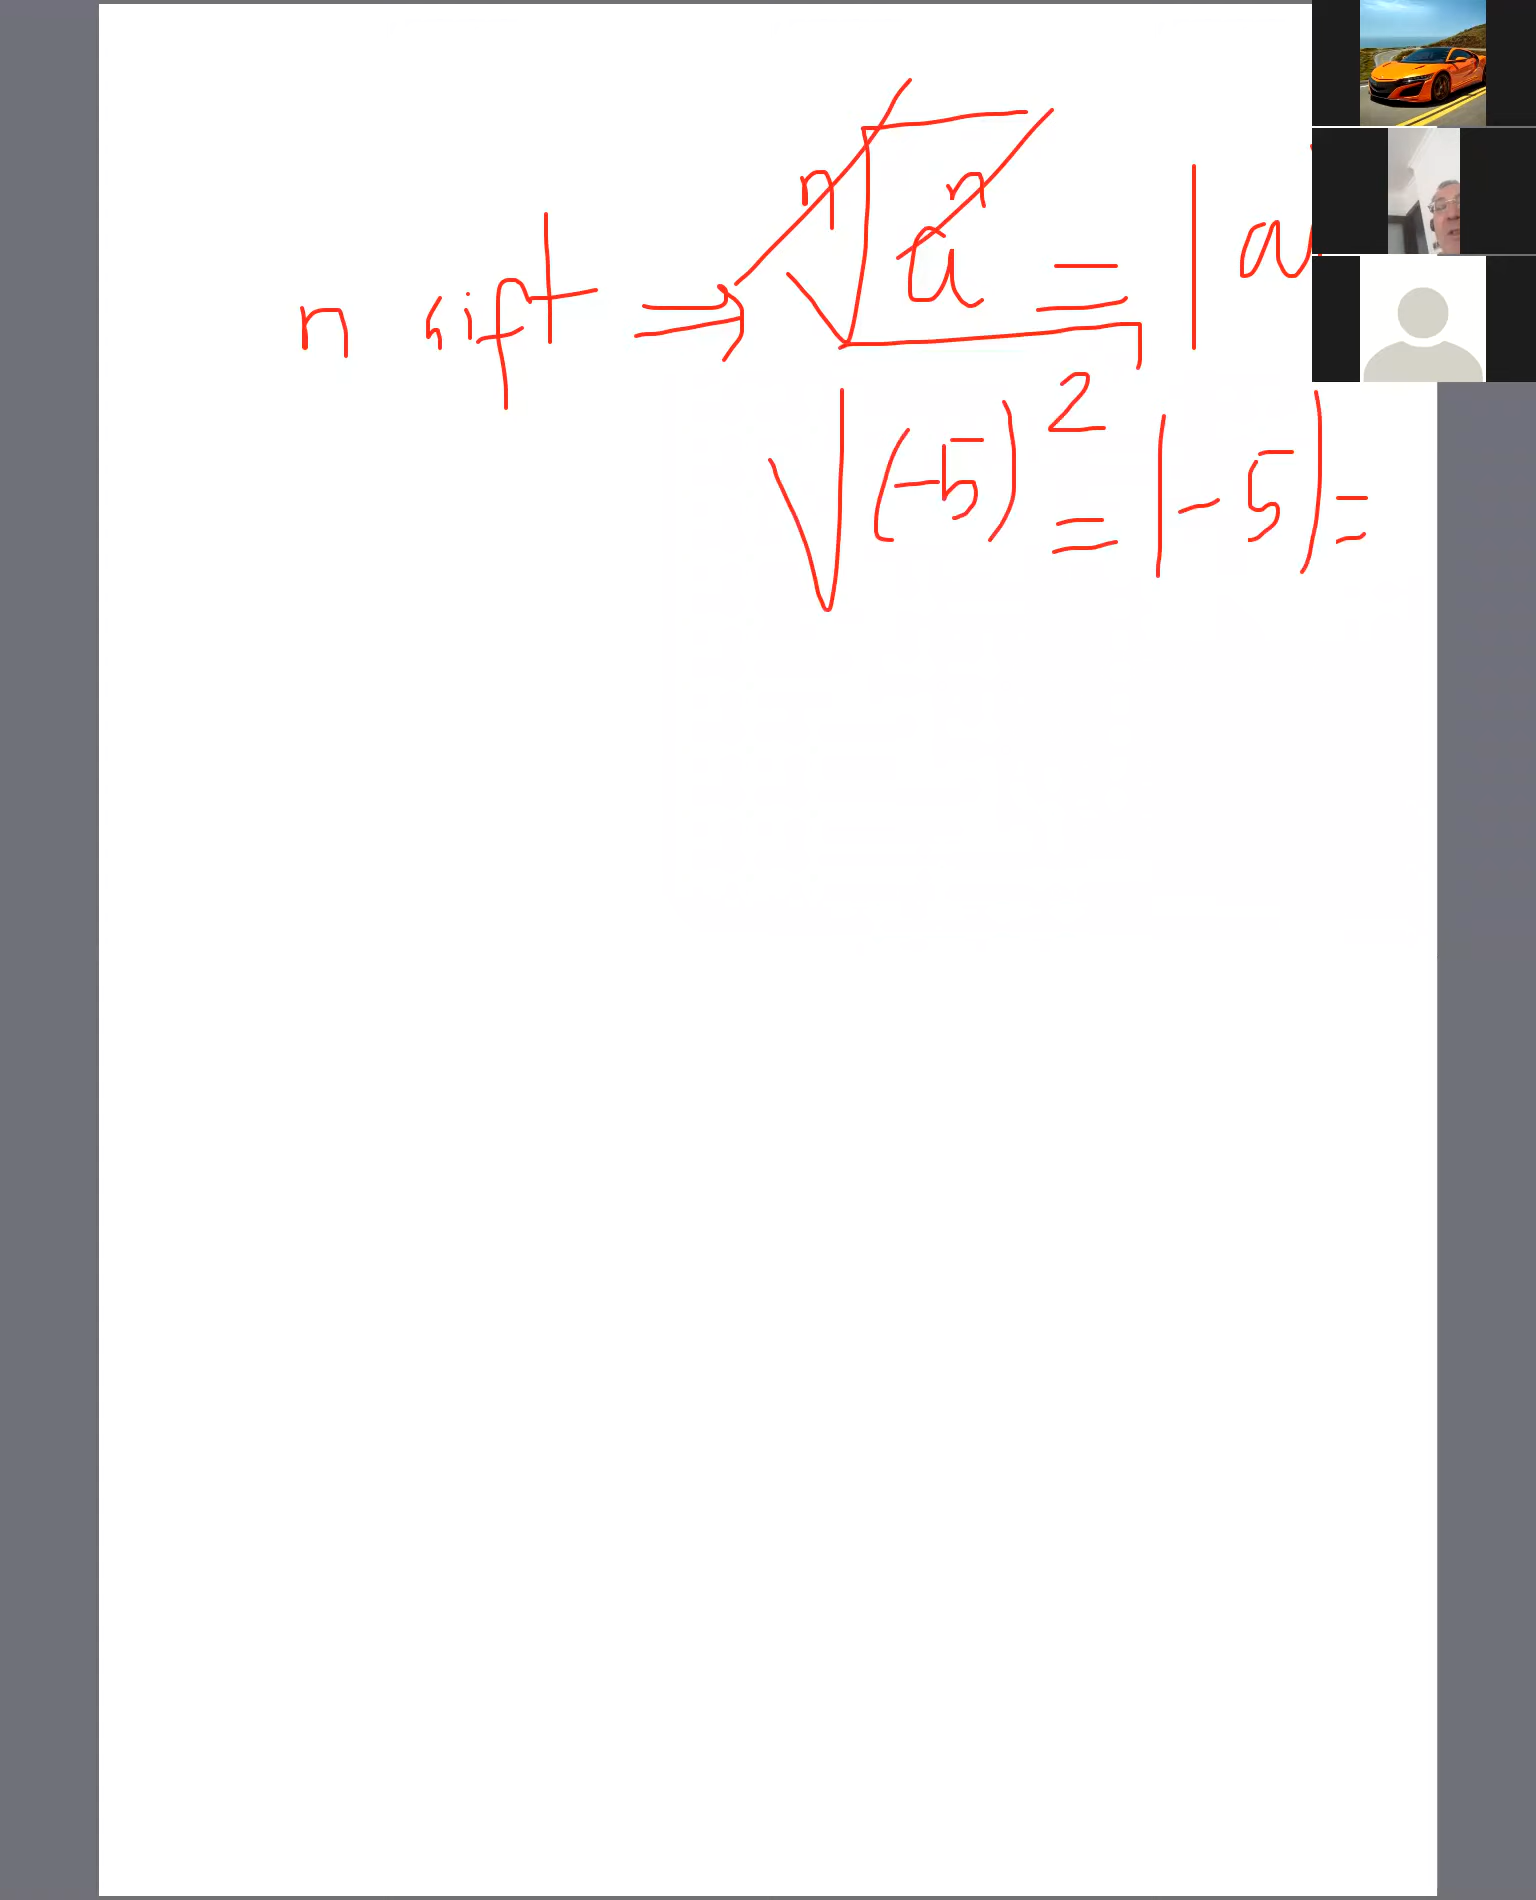 n çift ⇒ ⁿ√aⁿ = |a
√(-5)² = |-5| =